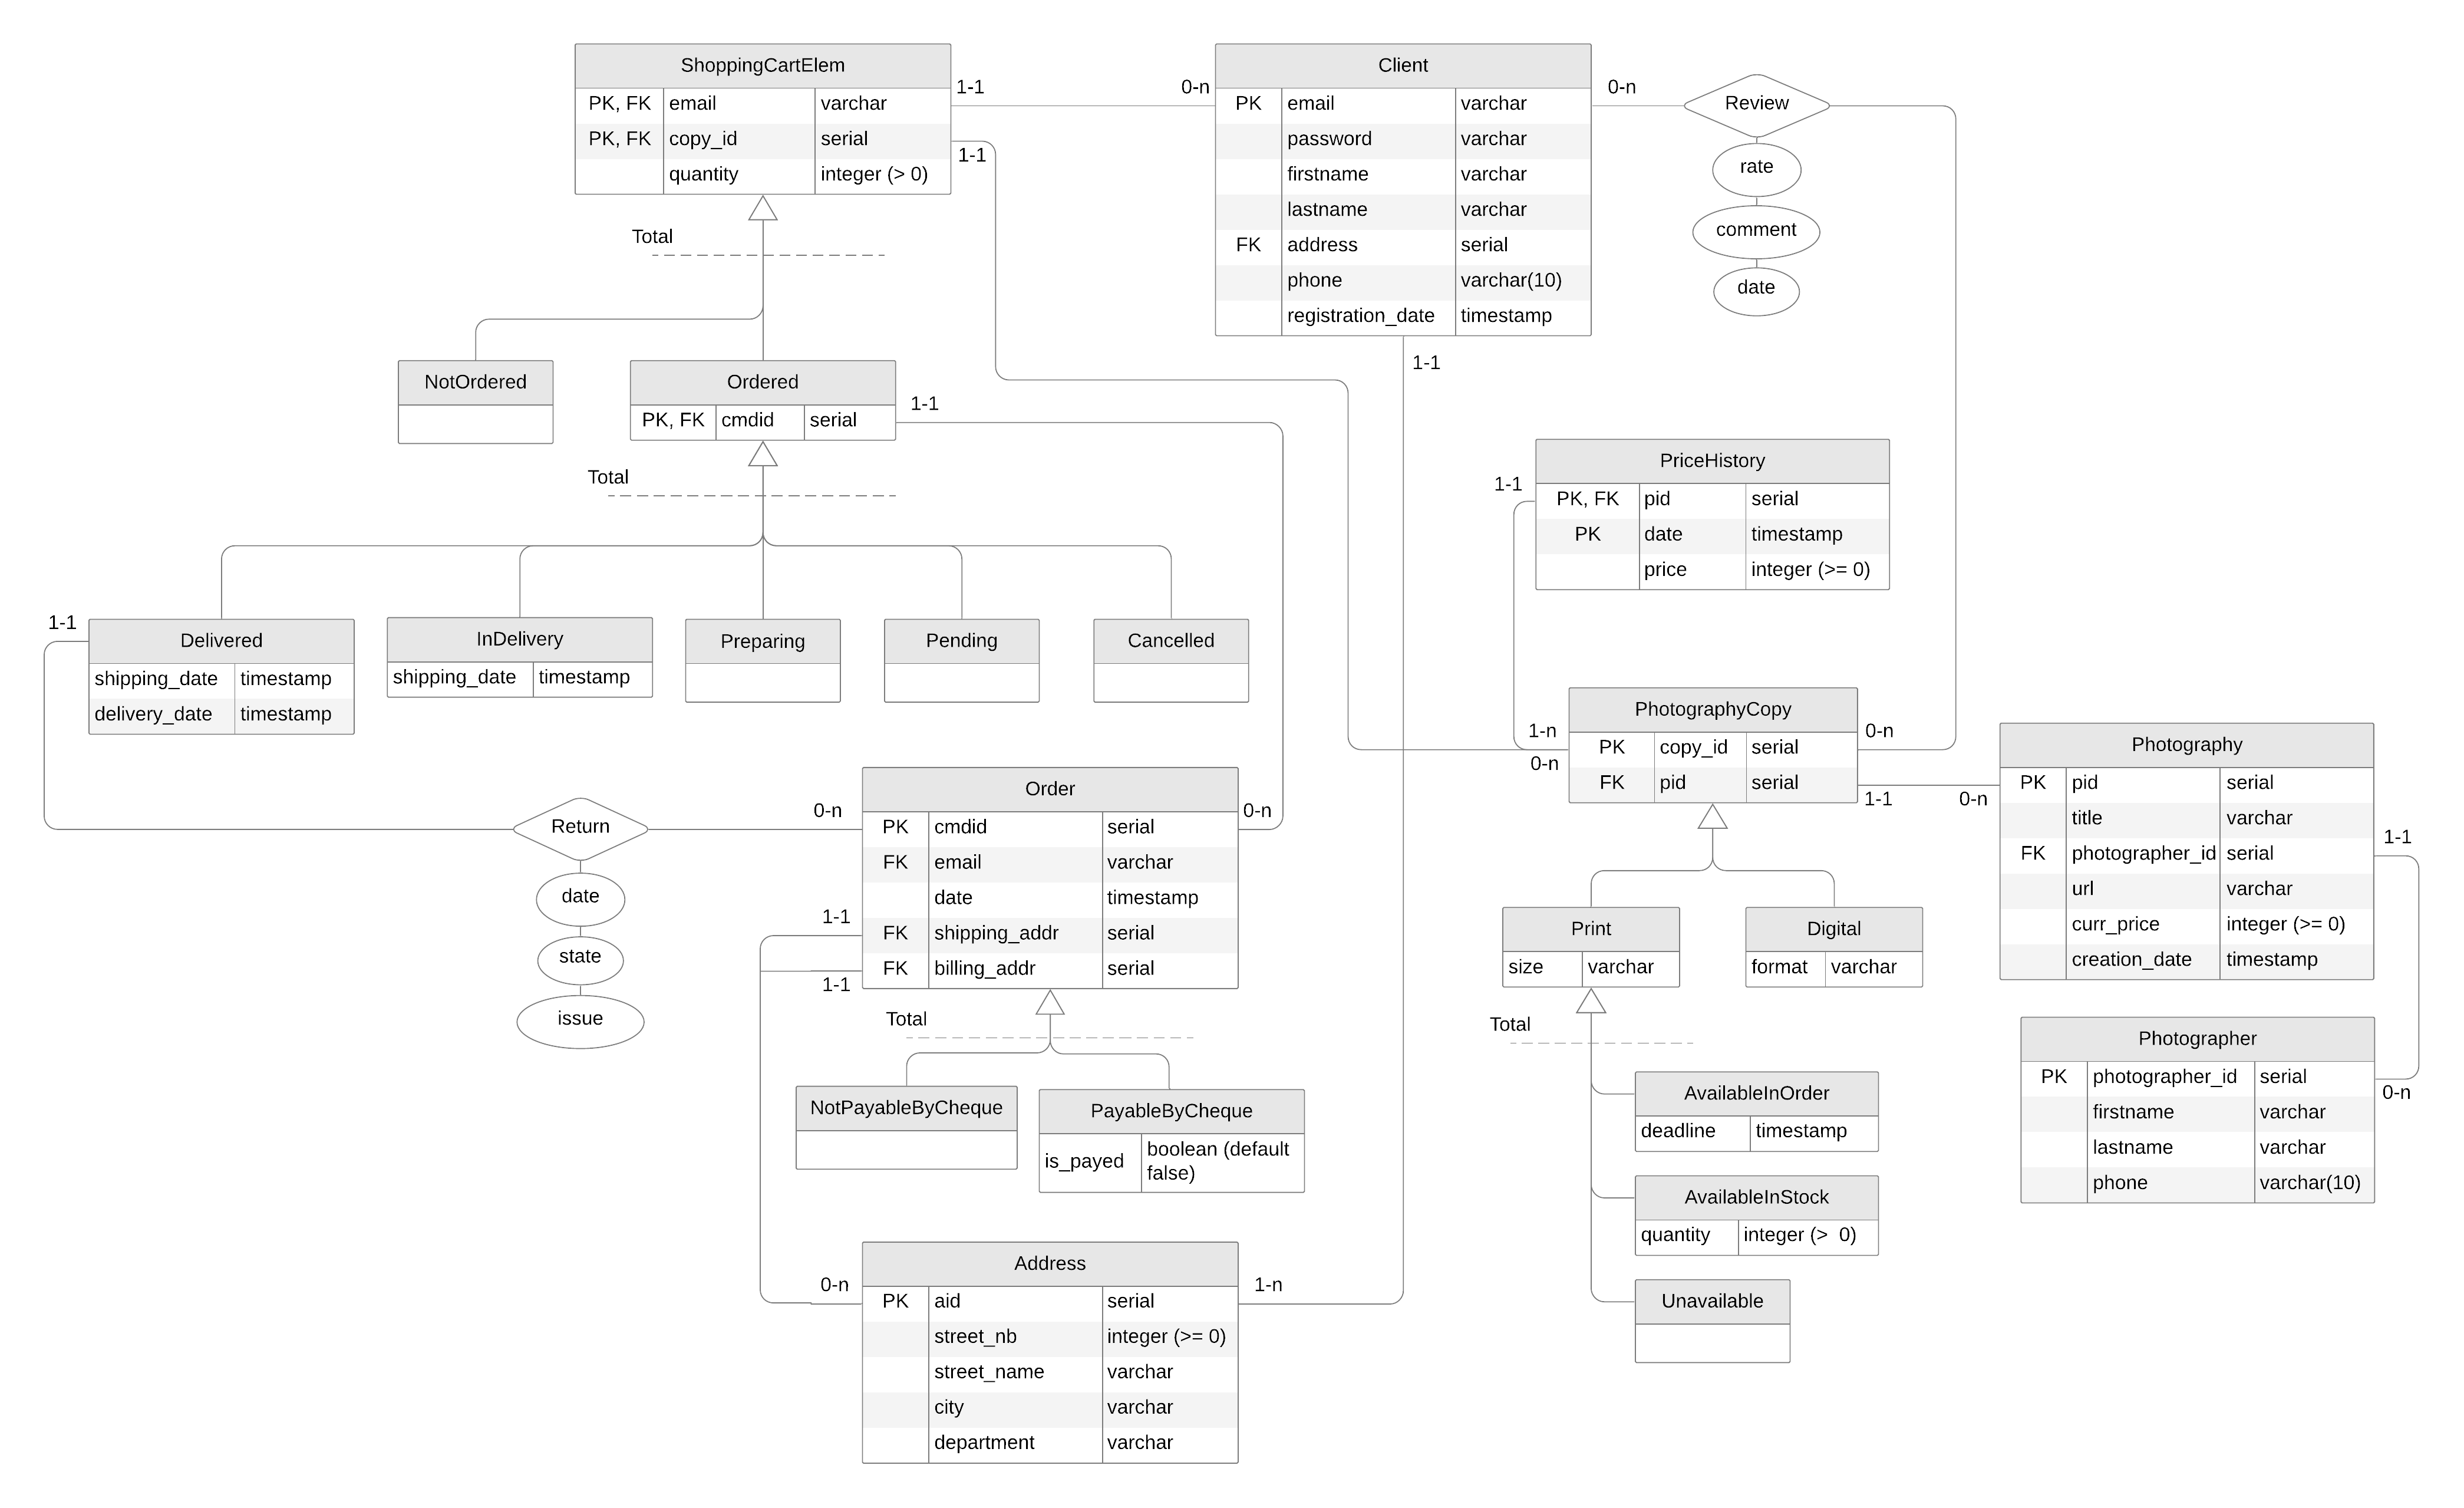 ShoppingCartElem
PK, FK email varchar
PK, FK copy_id serial
quantity integer (> 0)
1-1
0-n
1-1
Client
PK email varchar
password varchar
firstname varchar
lastname varchar
FK address serial
phone varchar(10)
registration_date timestamp
0-n
Review
rate
comment
date
1-1
Total
NotOrdered
Ordered
PK, FK cmdid serial
1-1
Total
PriceHistory
PK, FK pid serial
PK date timestamp
price integer (>= 0)
1-1
1-1
Delivered
shipping_date timestamp
delivery_date timestamp
InDelivery
shipping_date timestamp
Preparing
Pending
Cancelled
PhotographyCopy
PK copy_id serial
FK pid serial
1-n
0-n
0-n
1-1
0-n
Photography
PK pid serial
title varchar
FK photographer_id serial
url varchar
curr_price integer (>= 0)
creation_date timestamp
1-1
Return
date
state
issue
0-n
Order
PK cmdid serial
FK email varchar
date timestamp
FK shipping_addr serial
FK billing_addr serial
0-n
1-1
1-1
Total
NotPayableByCheque
PayableByCheque
is_payed boolean (default
false)
Print
size varchar
Digital
format varchar
Total
AvailableInOrder
deadline timestamp
AvailableInStock
quantity integer (>  0)
Unavailable
Photographer
PK photographer_id serial
firstname varchar
lastname varchar
phone varchar(10)
0-n
Address
PK aid serial
street_nb integer (>= 0)
street_name varchar
city varchar
department varchar
0-n
1-n